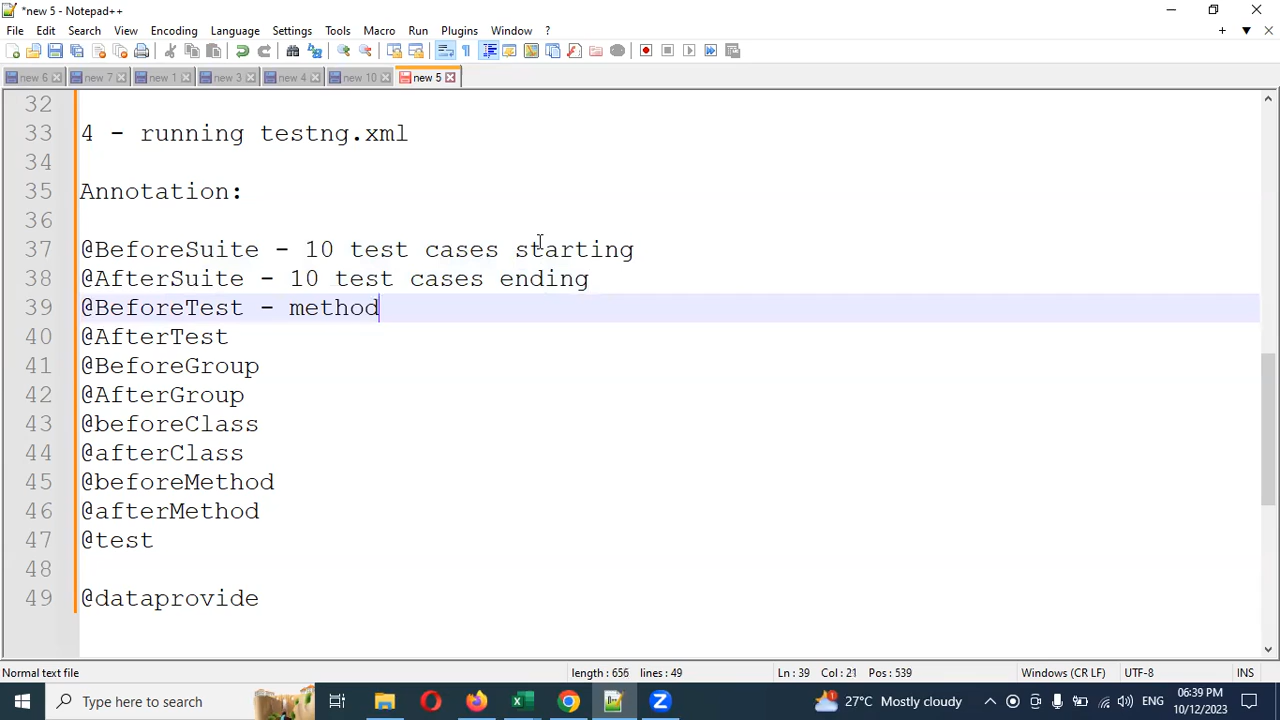 *new 5 - Notepad++
File Edit Search View Encoding Language Settings Tools Macro Run Plugins Window ?
new 6 new 7 new 1 new 3 new 4 new 10 new 5
32
33 4 - running testng.xml
34
35 Annotation:
36
37 @BeforeSuite - 10 test cases starting
38 @AfterSuite - 10 test cases ending
39 @BeforeTest - method
40 @AfterTest
41 @BeforeGroup
42 @AfterGroup
43 @beforeClass
44 @afterClass
45 @beforeMethod
46 @afterMethod
47 @test
48
49 @dataprovide
Normal text file length : 656 lines : 49 Ln : 39 Col : 21 Pos : 539 Windows (CR LF) UTF-8 INS
Type here to search 27°C Mostly cloudy ENG 06:39 PM
10/12/2023